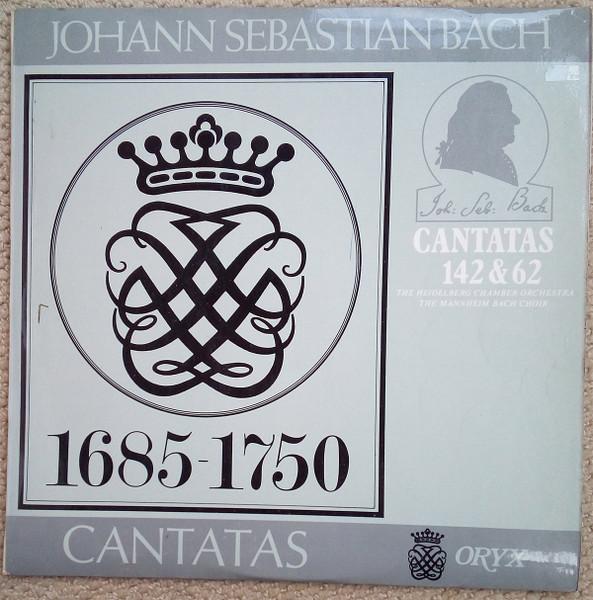 JOHANN SEBASTIAN BACH
Joh: Seb: Bach
CANTATAS
142 & 62
THE HEIDELBERG CHAMBER ORCHESTRA
THE MANNHEIM BACH CHOIR
1685-1750
CANTATAS
ORYX